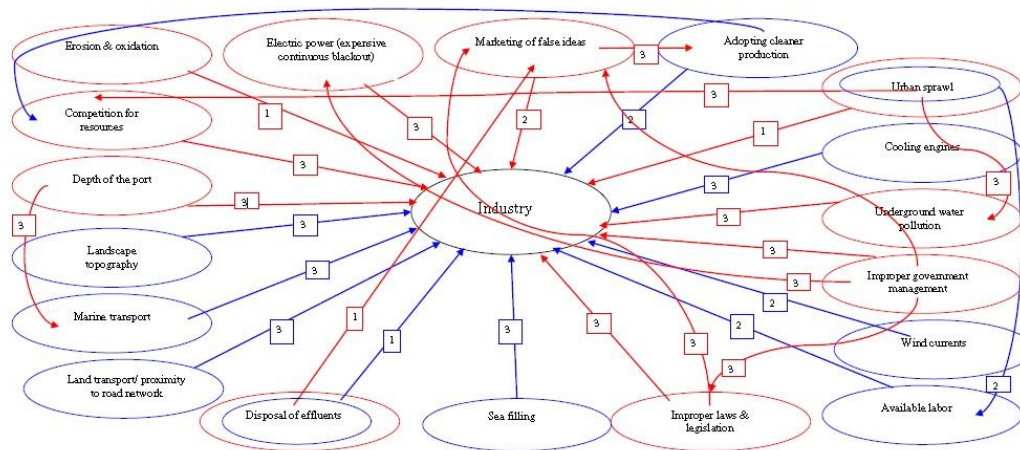 Erosion & oxidation
Electric power (expensive
continuous blackout)
Marketing of false ideas
3
Adopting cleaner
production
Urban sprawl
3
Competition for
resources
1
3
2
2
1
Cooling engines
3
3
3
Depth of the port
3
3
Industry
3
Underground water
pollution
3
3
Landscape
topography
3
3
3
Improper government
management
Marine transport
1
3
3
2
Wind currents
3
1
3
3
2
Land transport/ proximity
to road network
3
2
Disposal of effluents
Sea filling
Improper laws &
legislation
Available labor